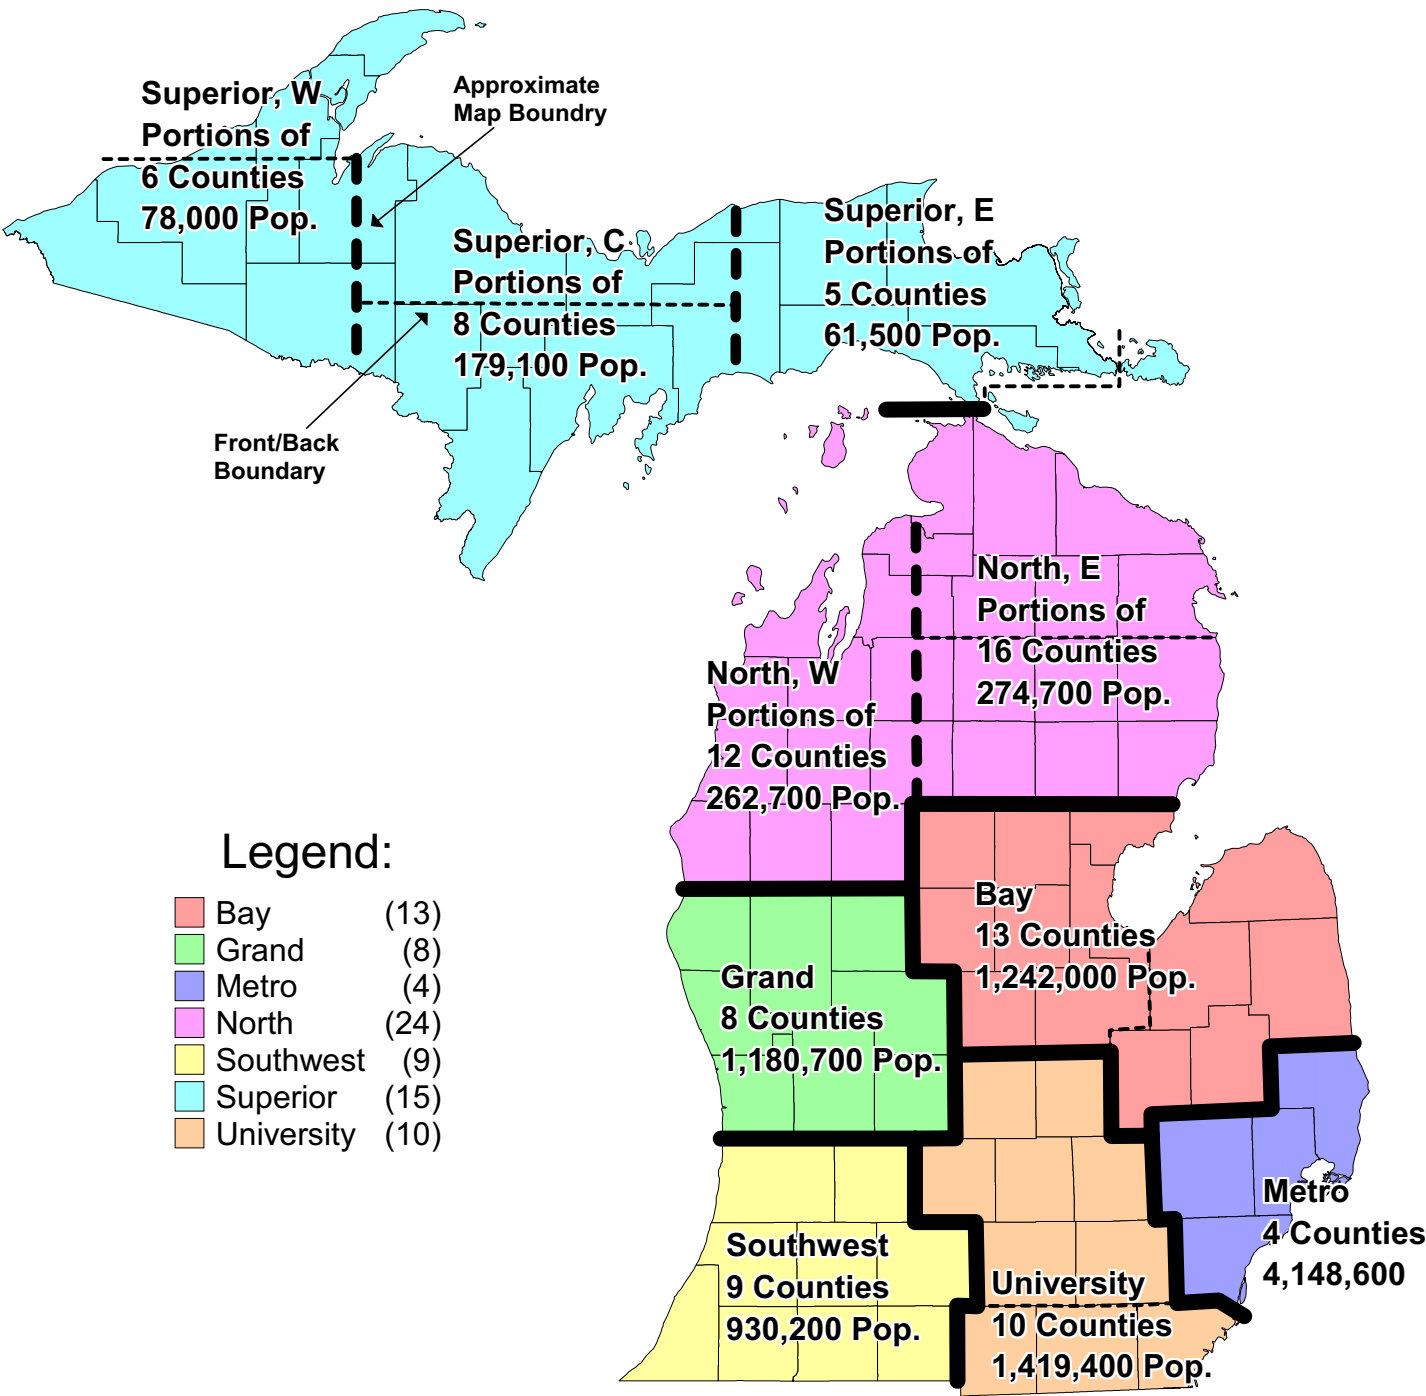 Superior, W
Portions of
6 Counties
78,000 Pop.
Approximate
Map Boundry
Superior, C
Portions of
8 Counties
179,100 Pop.
Superior, E
Portions of
5 Counties
61,500 Pop.
Front/Back
Boundary
North, E
Portions of
16 Counties
274,700 Pop.
North, W
Portions of
12 Counties
262,700 Pop.
Legend:
Bay (13)
Grand (8)
Metro (4)
North (24)
Southwest (9)
Superior (15)
University (10)
Bay
13 Counties
1,242,000 Pop.
Grand
8 Counties
1,180,700 Pop.
Metro
4 Counties
4,148,600
Southwest
9 Counties
930,200 Pop.
University
10 Counties
1,419,400 Pop.